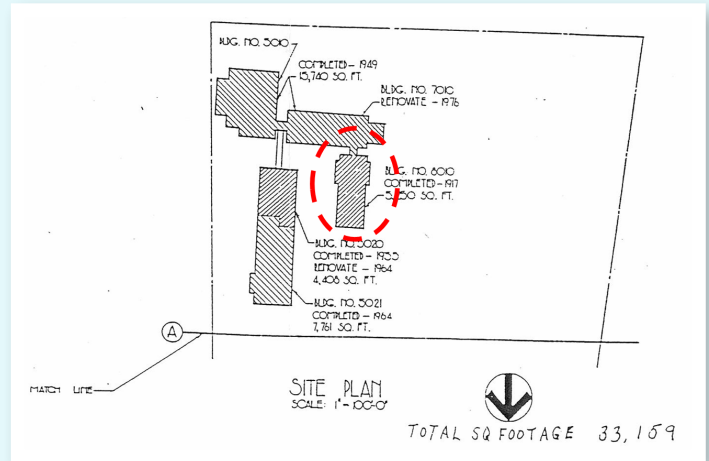 BLDG. NO. 5010
COMPLETED - 1949
15,740 SQ. FT.
BLDG. NO. 7010
RENOVATE - 1976
BLDG. NO.
COMPLETED - 1917
5,250 SQ. FT.
BLDG. NO. 5020
COMPLETED -
RENOVATE - 1964
4,408 SQ. FT.
BLDG. NO. 5021
COMPLETED - 1964
7,761 SQ. FT.
A
MATCH LINE
SITE PLAN
SCALE: 1" = 100'-0"
TOTAL SQ FOOTAGE 33,159